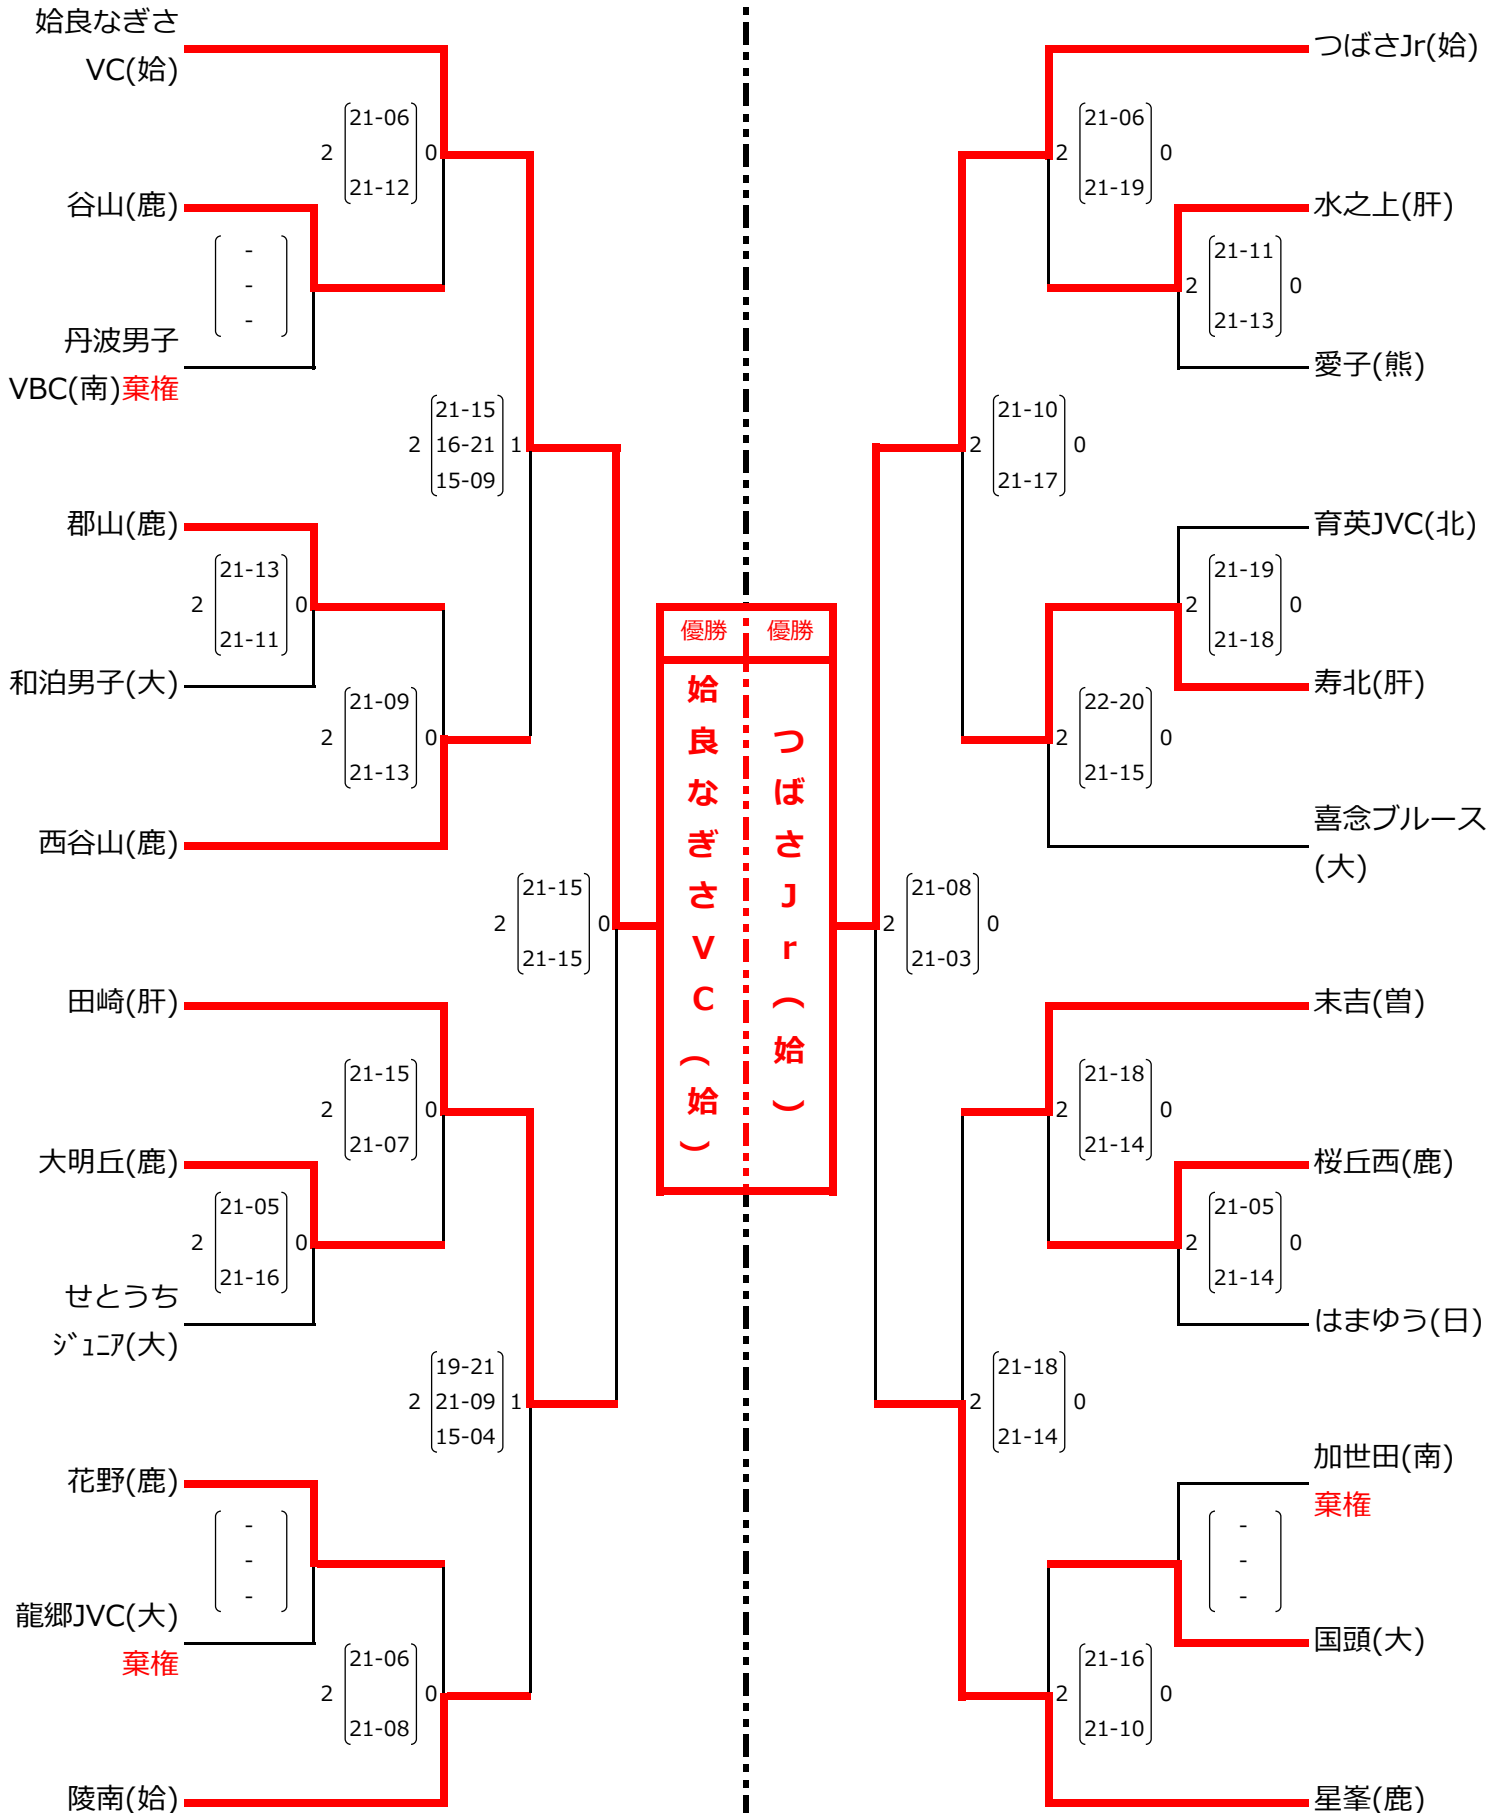 姶良なぎさ
VC(姶)
2
21-06
21-12
0
谷山(鹿)
-
-
-
丹波男子
VBC(南)棄権
2
21-15
16-21
15-09
1
郡山(鹿)
2
21-13
21-11
0
和泊男子(大)
2
21-09
21-13
0
西谷山(鹿)
2
21-15
21-15
0
田崎(肝)
2
21-15
21-07
0
大明丘(鹿)
2
21-05
21-16
0
せとうち
ｼﾞｭﾆｱ(大)
2
19-21
21-09
15-04
1
花野(鹿)
-
-
-
龍郷JVC(大)
棄権
2
21-06
21-08
0
陵南(姶)
優勝
姶良なぎさVC(姶)
優勝
つばさJr(姶)
つばさJr(姶)
2
21-06
21-19
0
水之上(肝)
2
21-11
21-13
0
愛子(熊)
2
21-10
21-17
0
育英JVC(北)
2
21-19
21-18
0
寿北(肝)
2
22-20
21-15
0
喜念ブルース
(大)
2
21-08
21-03
0
末吉(曽)
2
21-18
21-14
0
桜丘西(鹿)
2
21-05
21-14
0
はまゆう(日)
2
21-18
21-14
0
加世田(南)
棄権
-
-
-
国頭(大)
2
21-16
21-10
0
星峯(鹿)